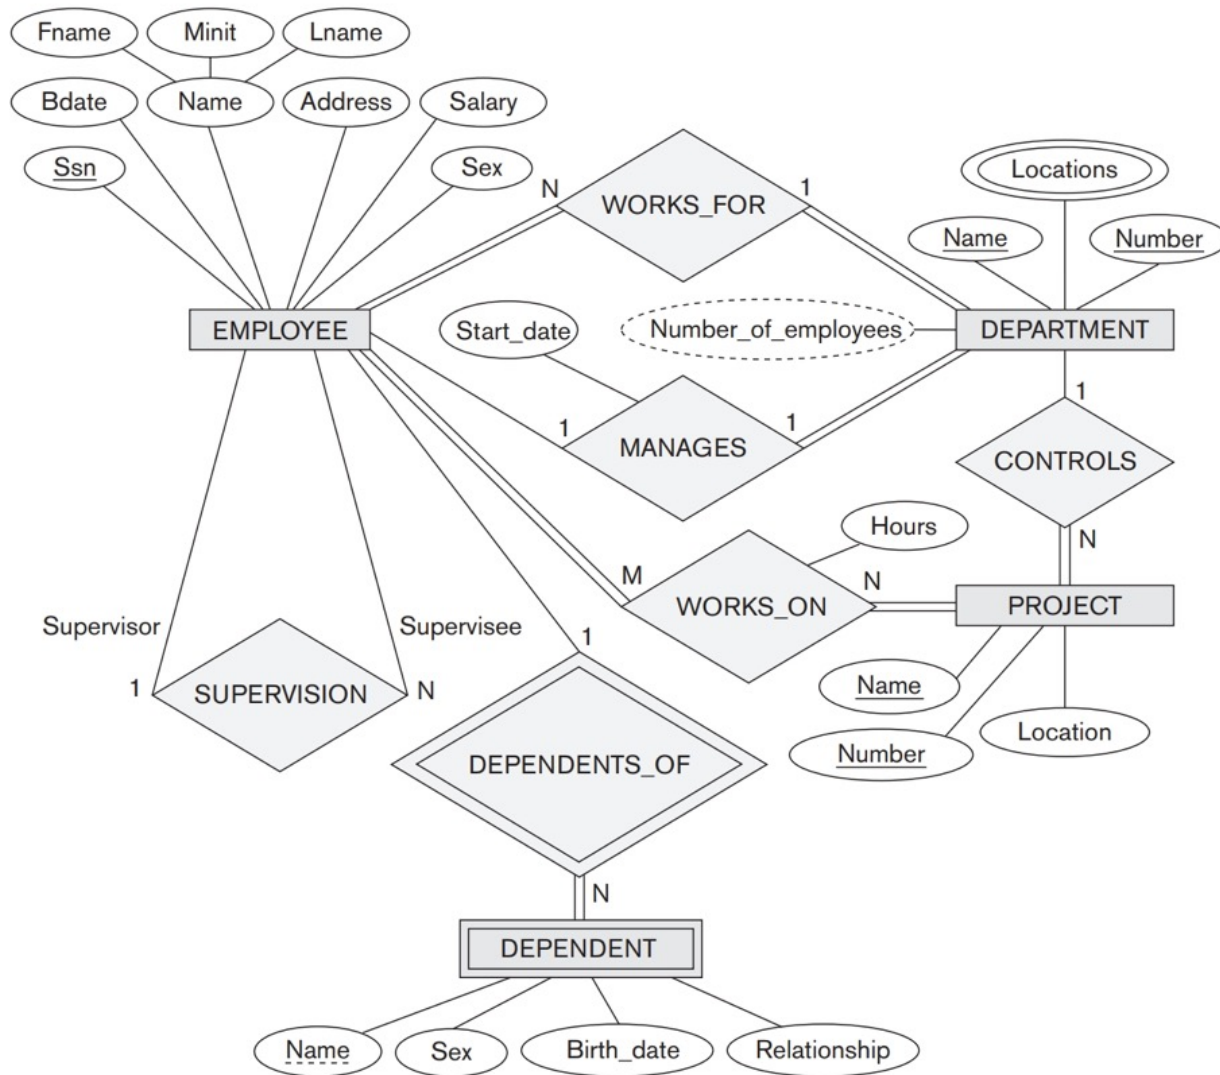 Fname
Minit
Lname
Bdate
Name
Address
Salary
Ssn
Sex
N
WORKS_FOR
1
Locations
Name
Number
EMPLOYEE
Start_date
Number_of_employees
DEPARTMENT
1
MANAGES
1
1
CONTROLS
N
Hours
M
WORKS_ON
N
PROJECT
Supervisor
Supervisee
1
SUPERVISION
N
1
Name
Number
Location
DEPENDENTS_OF
N
DEPENDENT
Name
Sex
Birth_date
Relationship